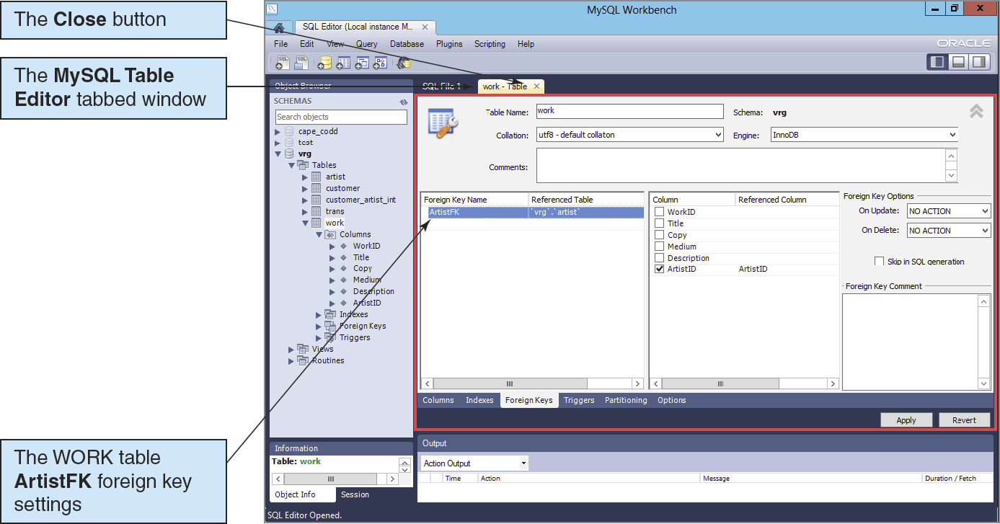 The Close button
The MySQL Table
Editor tabbed window
The WORK table
ArtistFK foreign key
settings
MySQL Workbench
SQL Editor (Local instance M...
File Edit View Query Database Plugins Scripting Help
ORACLE
Object Browser
SCHEMAS
Search objects
cape_codd
test
vrg
Tables
artist
customer
customer_artist_int
trans
work
Columns
WorkID
Title
Copy
Medium
Description
ArtistID
Indexes
Foreign Keys
Triggers
Views
Routines
Information
Table: work
Object Info Session
SQL Editor Opened.
SQL File 1 work - Table
Table Name: work Schema: vrg
Collation: utf8 - default collaton Engine: InnoDB
Comments:
Foreign Key Name Referenced Table
ArtistFK `vrg`.`artist`
Column Referenced Column
WorkID
Title
Copy
Medium
Description
ArtistID ArtistID
Foreign Key Options
On Update: NO ACTION
On Delete: NO ACTION
Skip in SQL generation
Foreign Key Comment
Columns Indexes Foreign Keys Triggers Partitioning Options
Apply Revert
Output
Action Output
Time Action Message Duration / Fetch